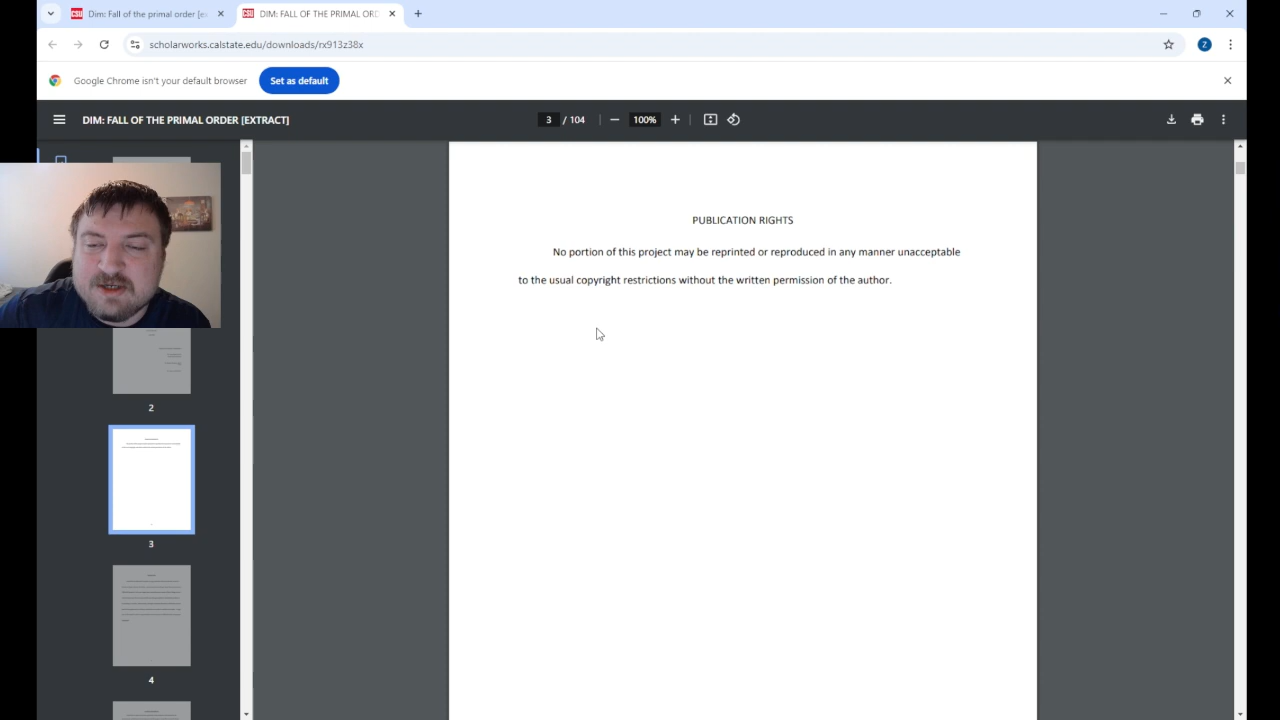 Dim: Fall of the primal order [ex
DIM: FALL OF THE PRIMAL ORD
scholarworks.calstate.edu/downloads/rx913z38x
Z
Google Chrome isn't your default browser
Set as default
DIM: FALL OF THE PRIMAL ORDER [EXTRACT]
3 / 104
100%
PUBLICATION RIGHTS
No portion of this project may be reprinted or reproduced in any manner unacceptable
to the usual copyright restrictions without the written permission of the author.
2
3
4